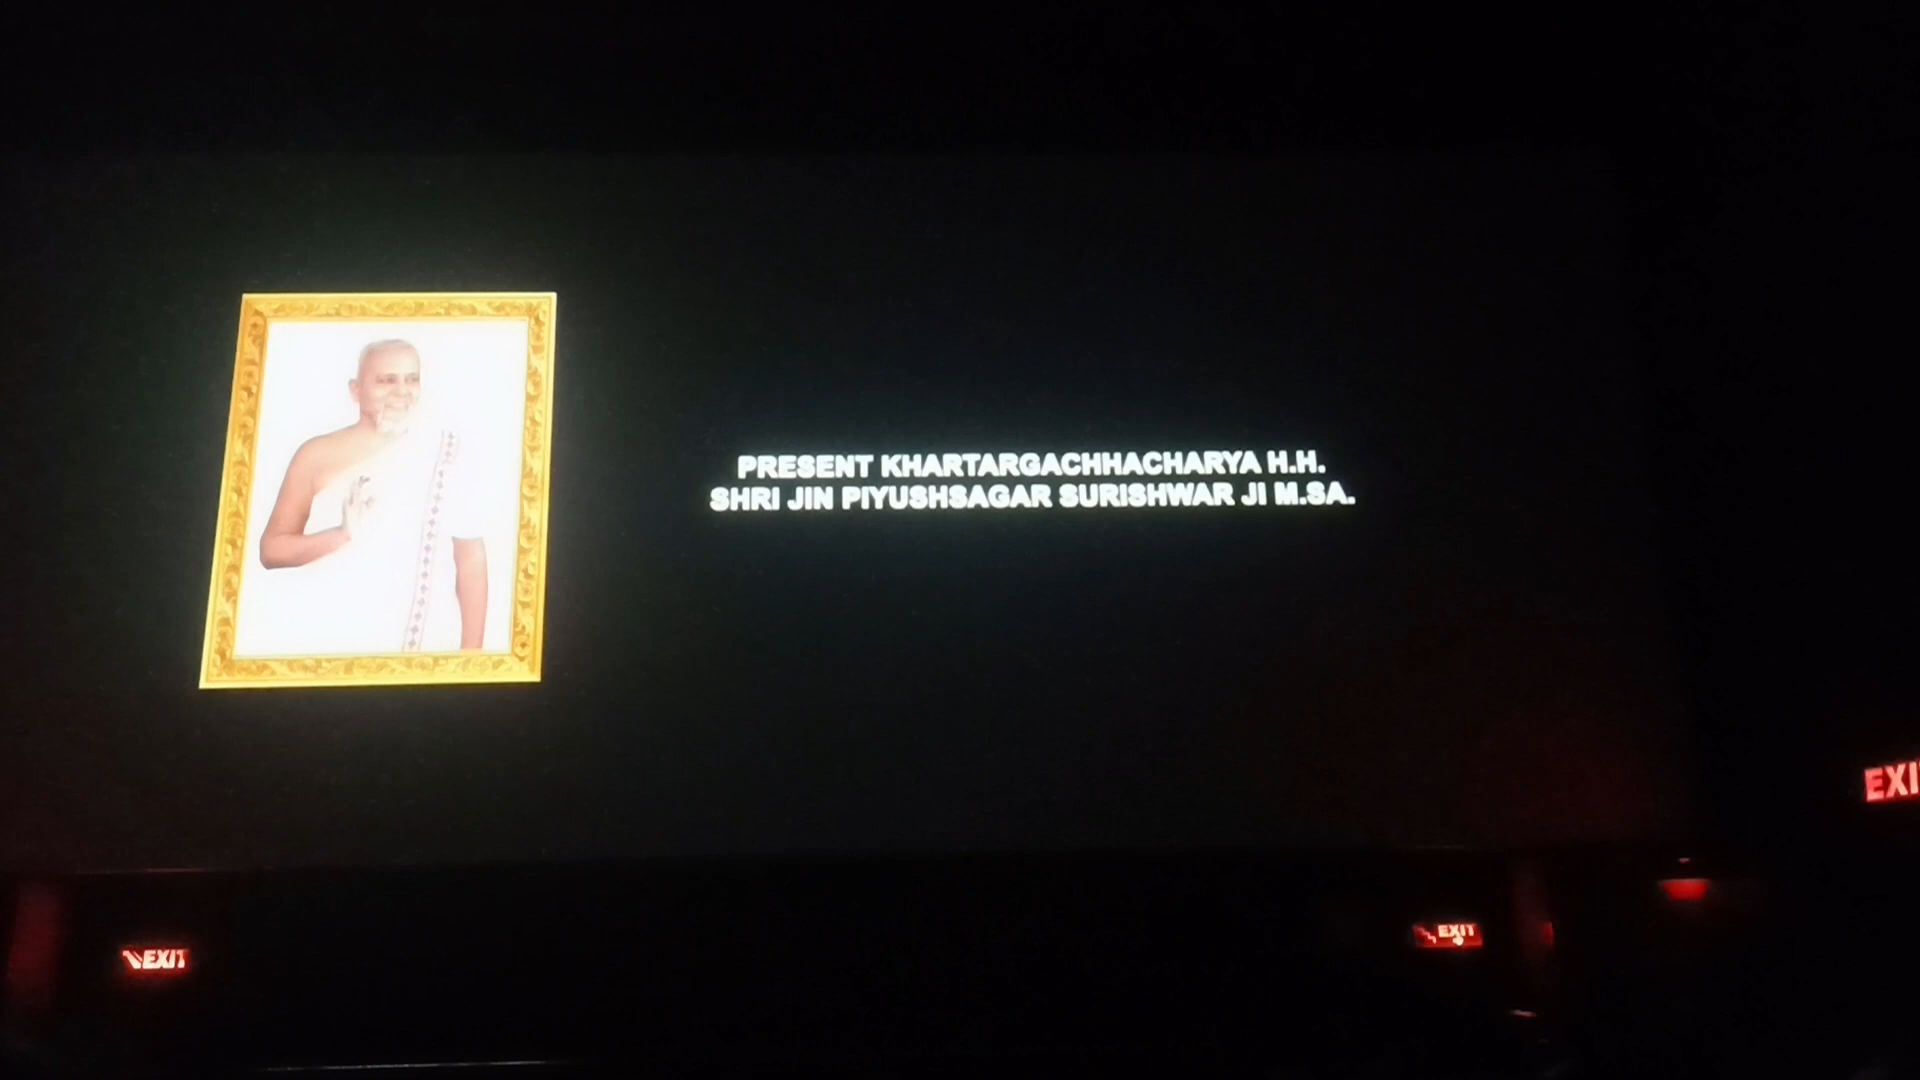 PRESENT KHARTARGACHHACHARYA H.H.
SHRI JIN PIYUSHSAGAR SURISHWAR JI M.SA.
EXI
EXIT
EXIT